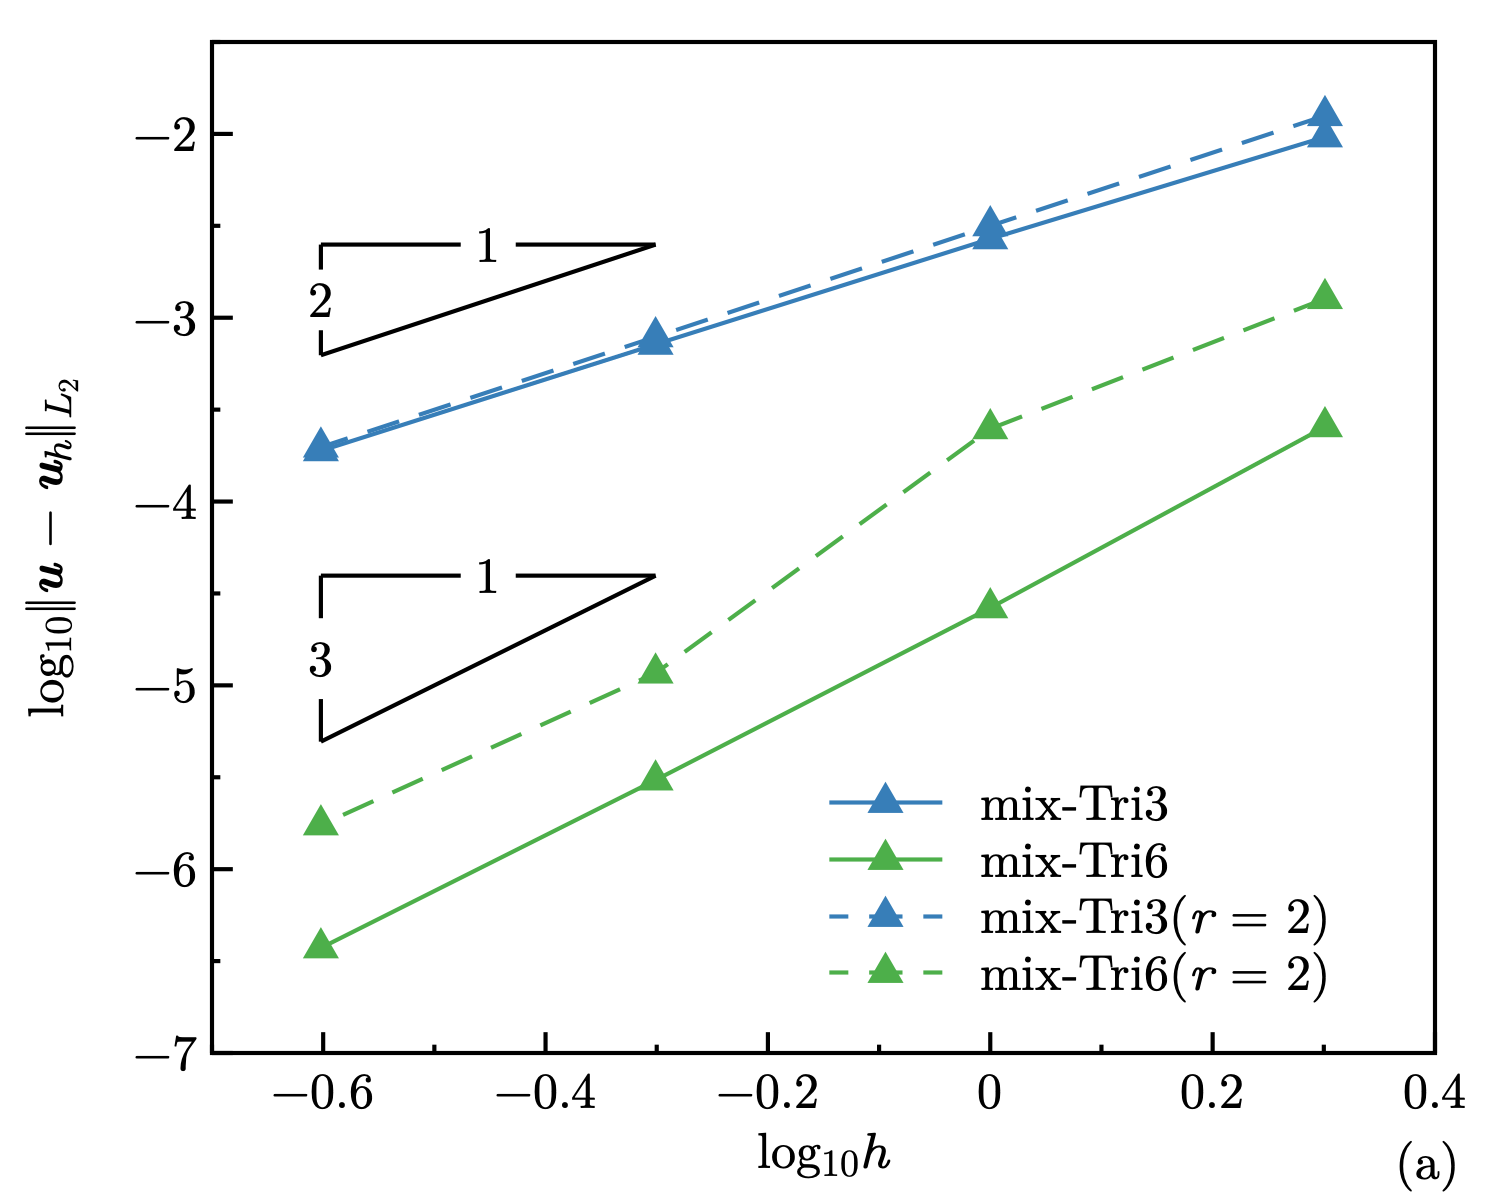 log₁₀‖u − uₕ‖L₂
−2
−3
−4
−5
−6
−7
1
2
1
3
mix-Tri3
mix-Tri6
mix-Tri3(r = 2)
mix-Tri6(r = 2)
−0.6 −0.4 −0.2 0 0.2 0.4
log₁₀h
(a)